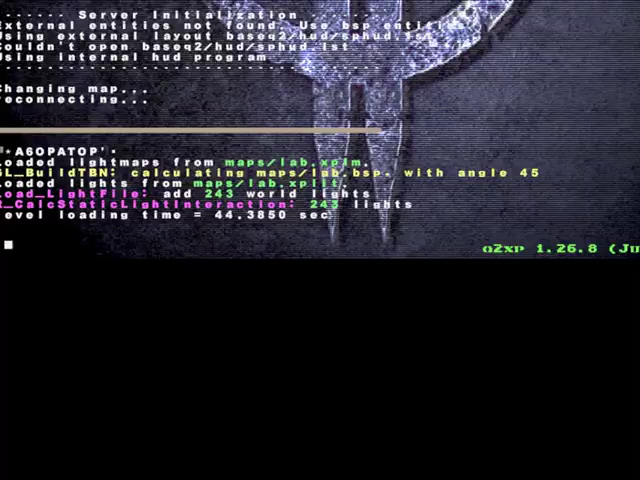 ------- Server Initialization -------
External entities not found. Use bsp entities
Using external layout baseq2/hud/sphud.lst
Couldn't open baseq2/hud/sphud.lst
Using internal hud program
Changing map...
reconnecting...
"*АБОРАТОР"*
Loaded lightmaps from maps/lab.xplm.
GL_BuildTBN: calculating maps/lab.bsp. with angle 45
Loaded lights from maps/lab.xplit.
Load_LightFile: add 243 world lights
R_CalcStaticLightInteraction: 243 lights
level loading time = 44.3850 sec
q2xp 1.26.8